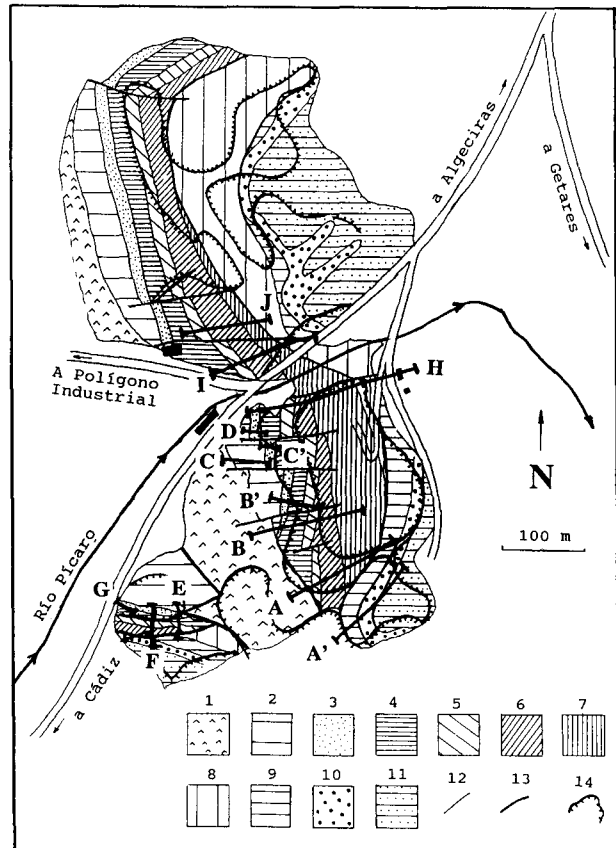 a Algeciras
a Getares
J
A Polígono
Industrial
I
H
D
C
C'
B'
B
N
100 m
Río Pícaro
G
E
A
F
A'
a Cádiz
1 2 3 4 5 6 7
8 9 10 11 12 13 14